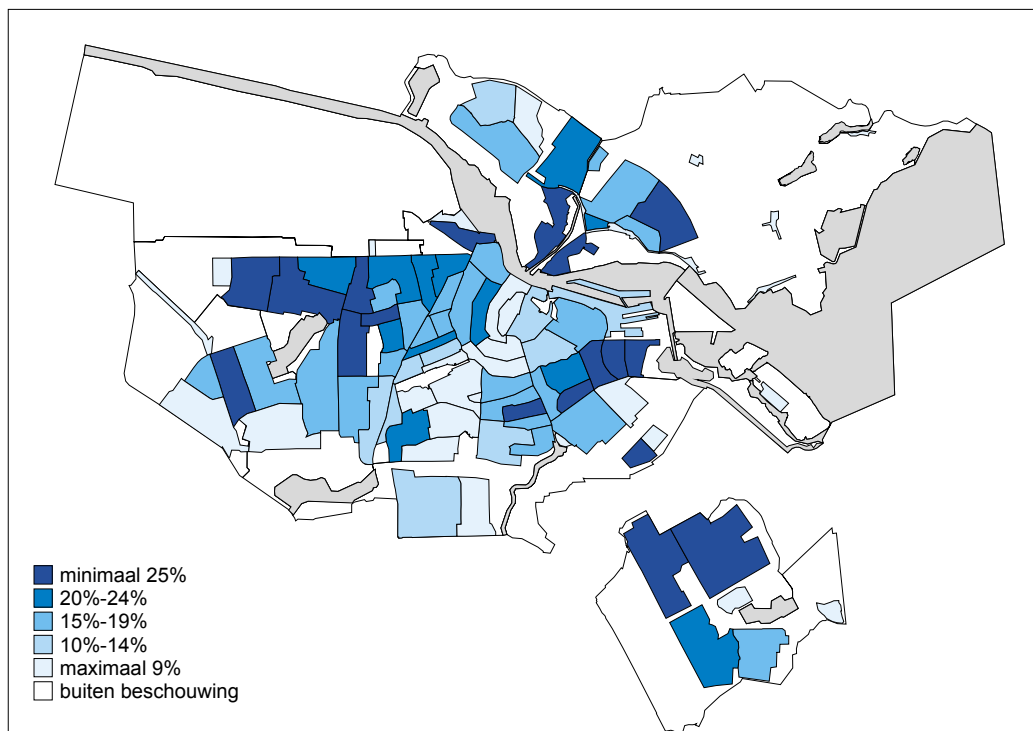 minimaal 25%
20%-24%
15%-19%
10%-14%
maximaal 9%
buiten beschouwing